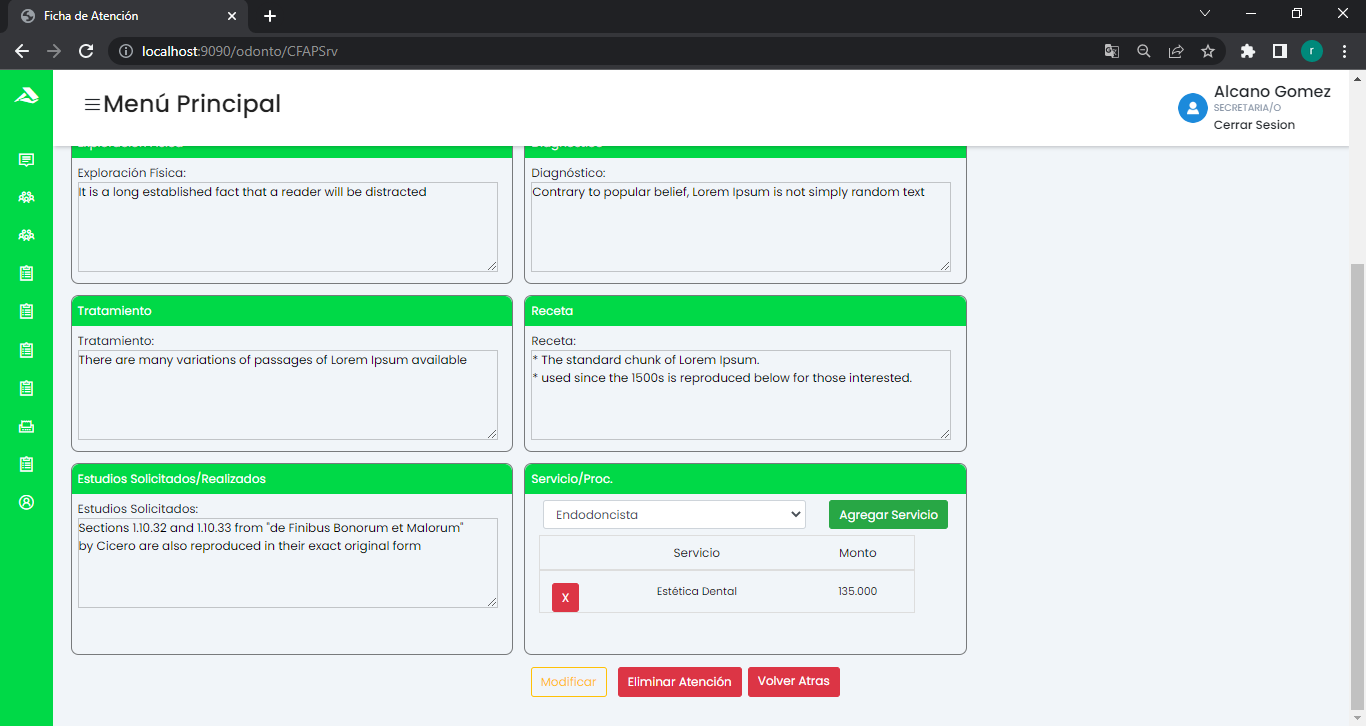 Ficha de Atención
localhost:9090/odonto/CFAPSrv
r
Menú Principal
Alcano Gomez
SECRETARIA/O
Cerrar Sesion
Exploración Física:
It is a long established fact that a reader will be distracted
Diagnóstico:
Contrary to popular belief, Lorem Ipsum is not simply random text
Tratamiento
Tratamiento:
There are many variations of passages of Lorem Ipsum available
Receta
Receta:
* The standard chunk of Lorem Ipsum.
* used since the 1500s is reproduced below for those interested.
Estudios Solicitados/Realizados
Estudios Solicitados:
Sections 1.10.32 and 1.10.33 from "de Finibus Bonorum et Malorum"
by Cicero are also reproduced in their exact original form
Servicio/Proc.
Endodoncista
Agregar Servicio
Servicio Monto
X Estética Dental 135.000
Modificar Eliminar Atención Volver Atras